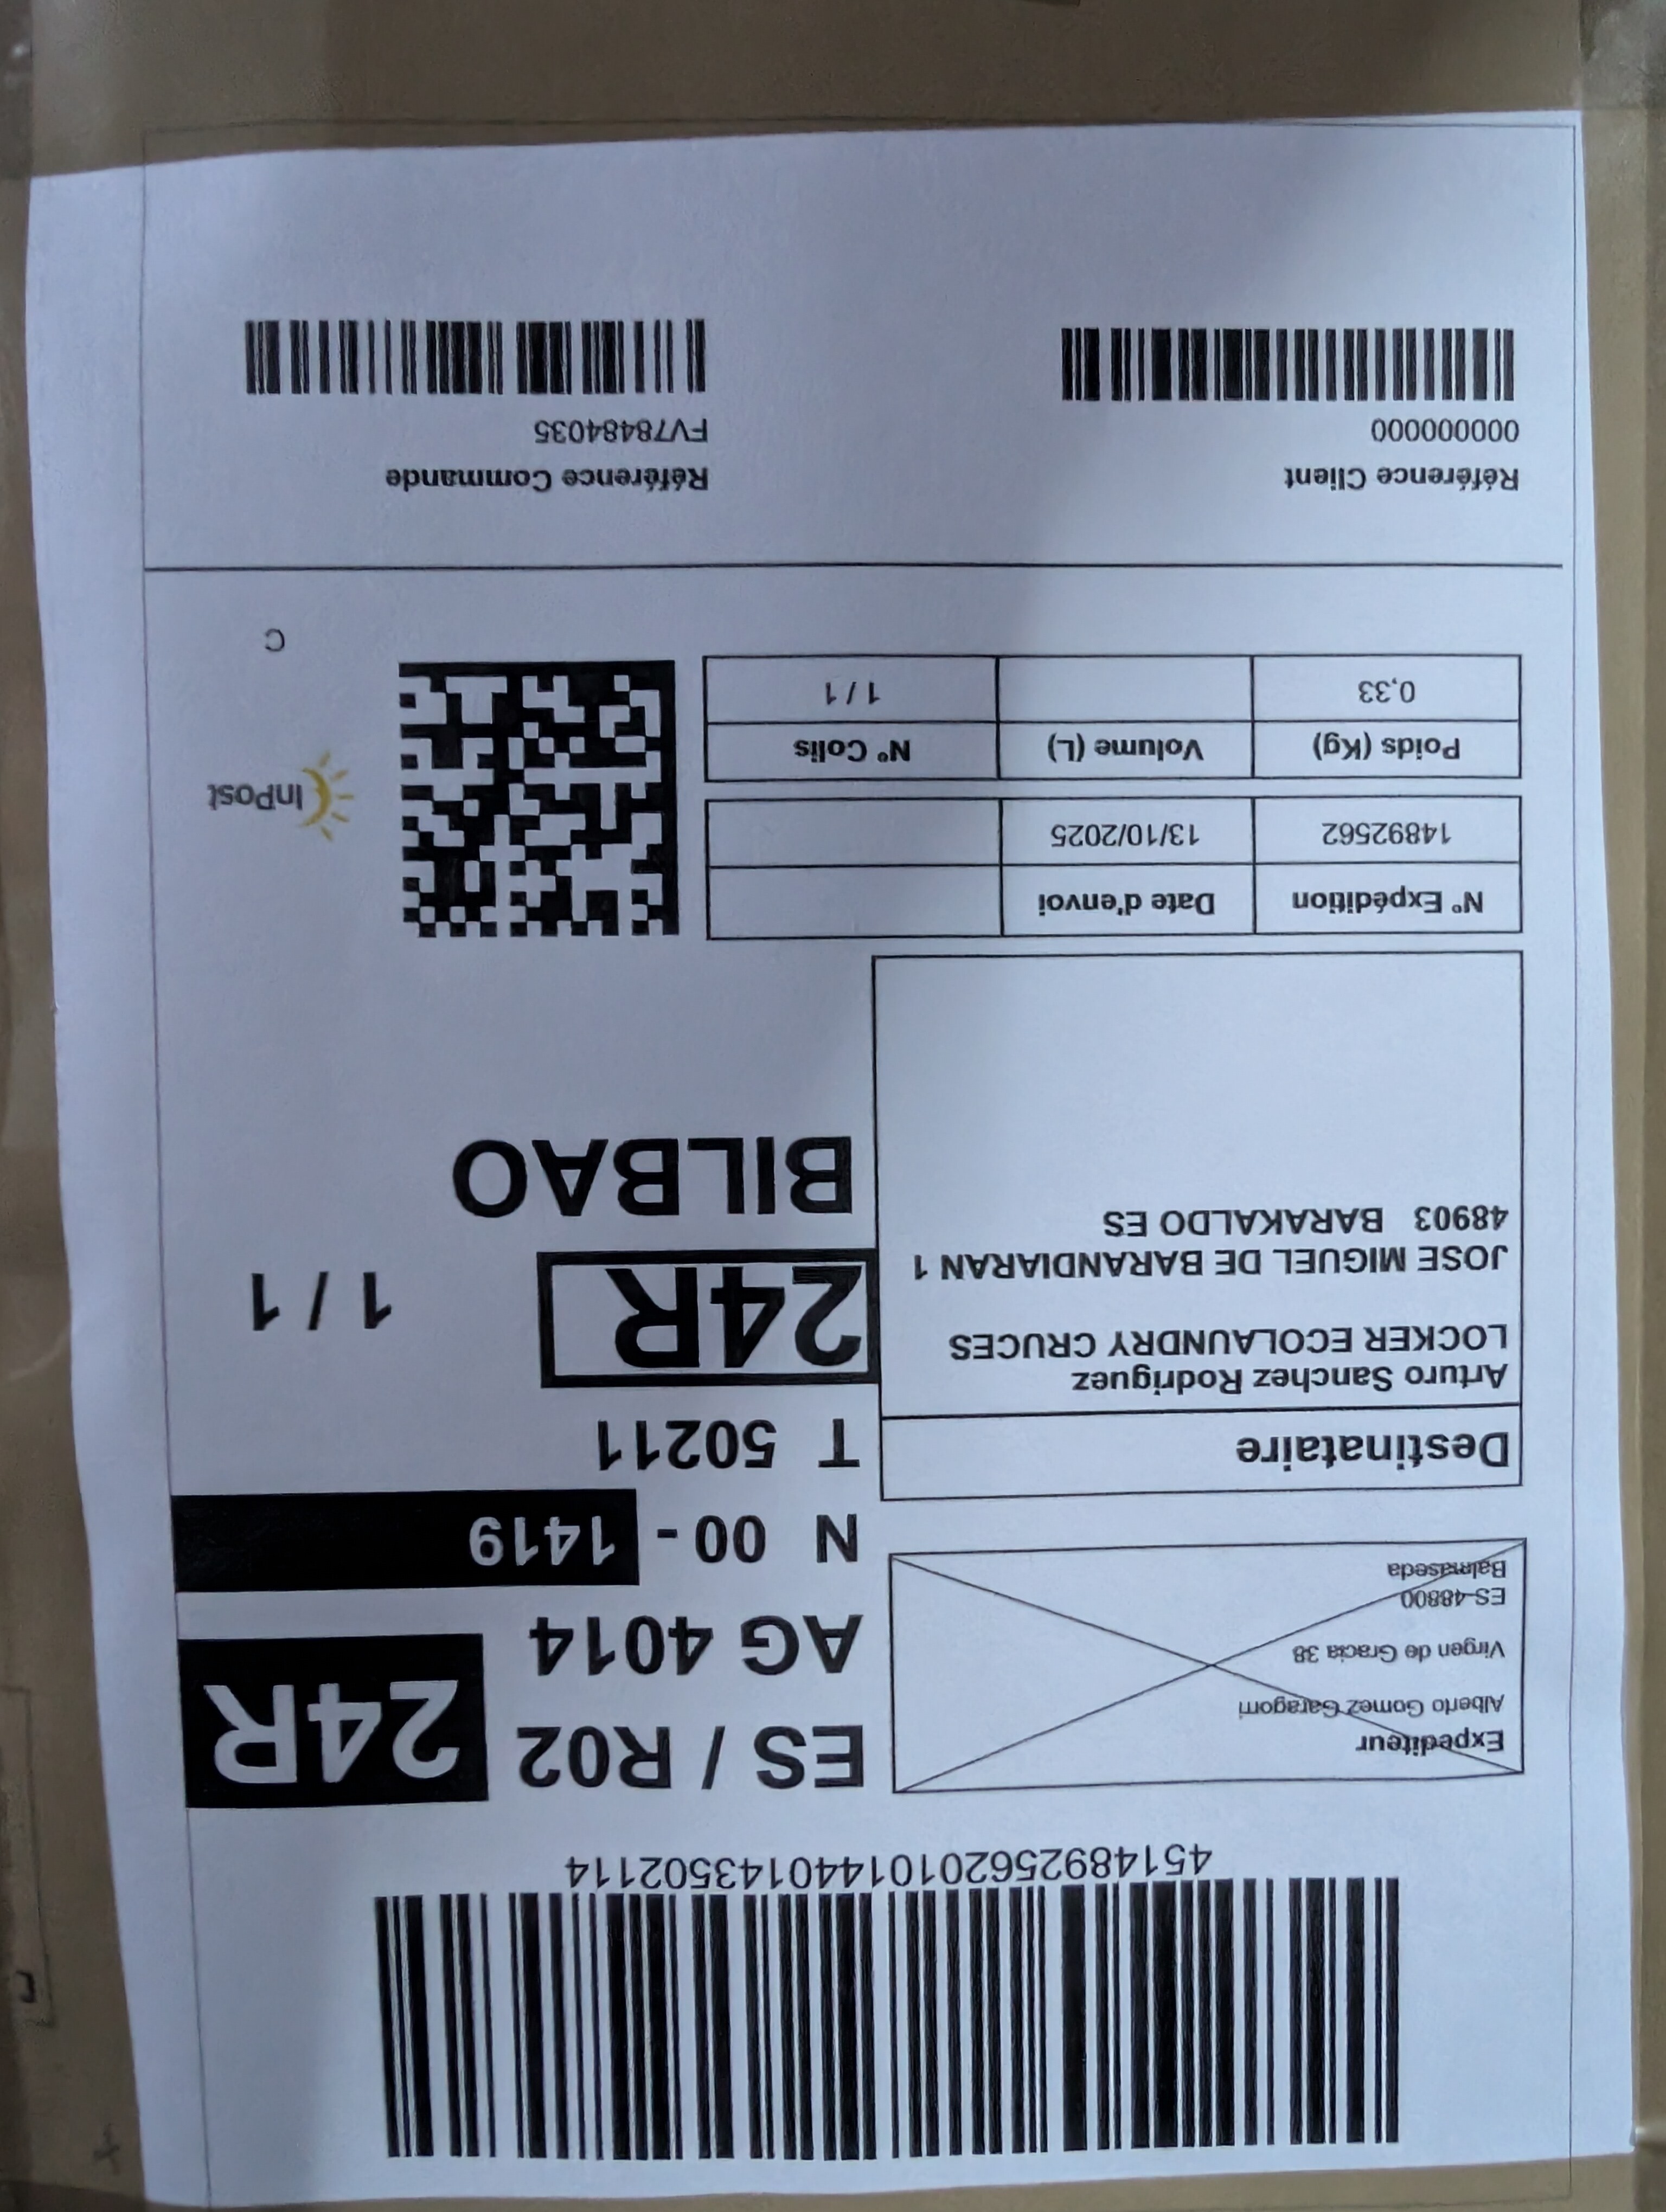 45148925620101440143502114
Expediteur
Alberto Gomez Garagorri
Virgen de Gracia 38
ES-48800
Balmaseda
ES / R02
24R
AG 4014
N 00 - 1419
T 50211
24R
1 / 1
BILBAO
Destinataire
Arturo Sanchez Rodriguez
LOCKER ECOLAUNDRY CRUCES
JOSE MIGUEL DE BARANDIARAN 1
48903 BARAKALDO ES
N° Expédition Date d'envoi
14892562 13/10/2025
Poids (Kg) Volume (L) N° Colis
0,33 1 / 1
InPost
C
Référence Client
000000000
Référence Commande
FV78484035